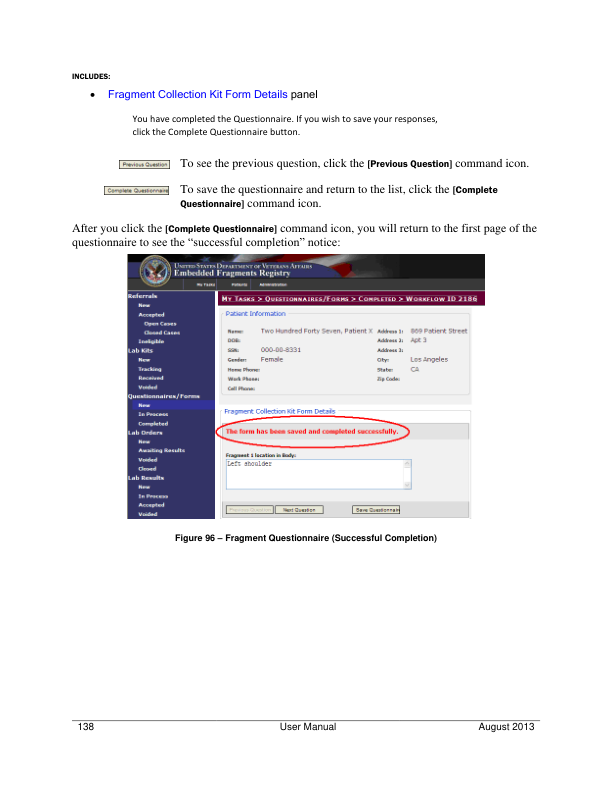 INCLUDES:
• Fragment Collection Kit Form Details panel
You have completed the Questionnaire. If you wish to save your responses,
click the Complete Questionnaire button.
Previous Question To see the previous question, click the [Previous Question] command icon.
Complete Questionnaire To save the questionnaire and return to the list, click the [Complete
Questionnaire] command icon.
After you click the [Complete Questionnaire] command icon, you will return to the first page of the
questionnaire to see the “successful completion” notice:
United States Department of Veterans Affairs
Embedded Fragments Registry
My Tasks Patients Administration
Referrals
New
Accepted
Open Cases
Closed Cases
Ineligible
Lab Kits
New
Tracking
Received
Voided
Questionnaires/Forms
New
In Process
Completed
Lab Orders
New
Awaiting Results
Voided
Closed
Lab Results
New
In Process
Accepted
Voided
My Tasks > Questionnaires/Forms > Completed > Workflow ID 2186
Patient Information
Name: Two Hundred Forty Seven, Patient X Address 1: 869 Patient Street
DOB: Address 2: Apt 3
SSN: 000-00-8331 Address 3:
Gender: Female City: Los Angeles
Home Phone: State: CA
Work Phone: Zip Code:
Cell Phone:
Fragment Collection Kit Form Details
The form has been saved and completed successfully.
Fragment 1 location in Body:
Left shoulder
Previous Question Next Question Save Questionnaire
Figure 96 – Fragment Questionnaire (Successful Completion)
138 User Manual August 2013